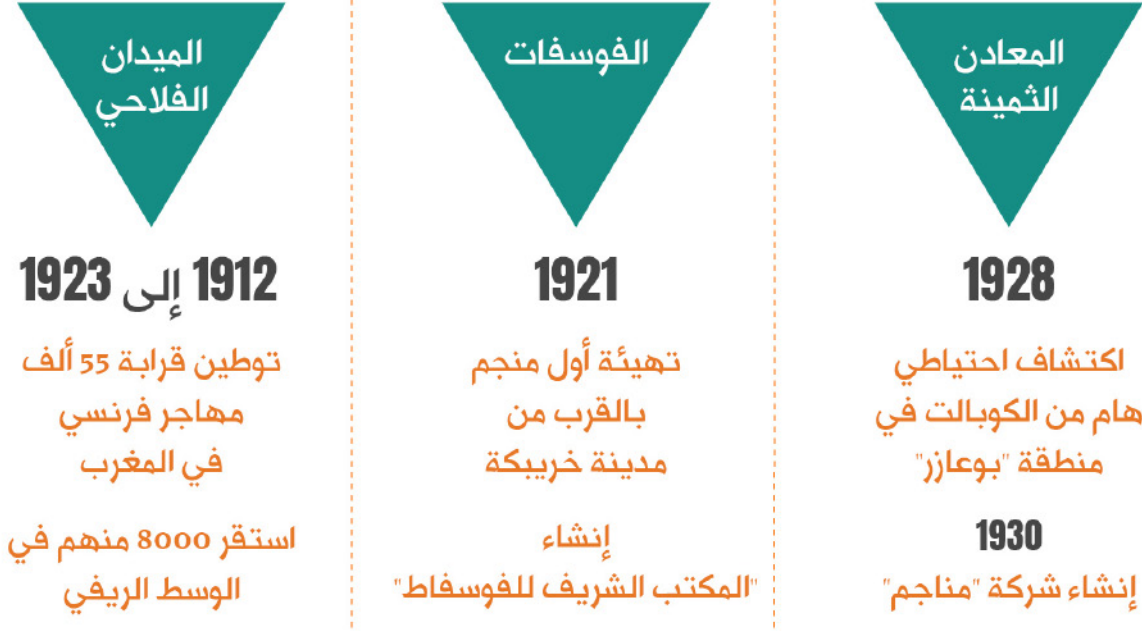 المعادن
الثمينة
1928
اكتشاف احتياطي
هام من الكوبالت في
منطقة "بوعازر"
1930
إنشاء شركة "مناجم"
الفوسفات
1921
تهيئة أول منجم
بالقرب من
مدينة خريبكة
إنشاء
"المكتب الشريف للفوسفاط"
الميدان
الفلاحي
1912 إلى 1923
توطين قرابة 55 ألف
مهاجر فرنسي
في المغرب
استقر 8000 منهم في
الوسط الريفي